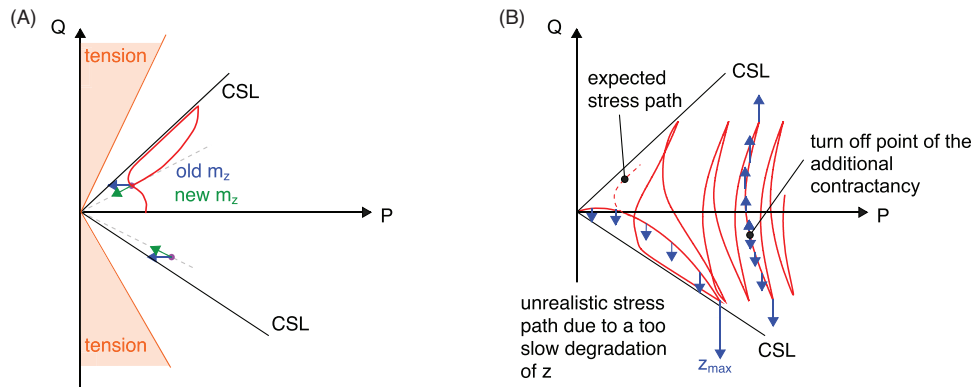 (A)
Q
tension
CSL
old mz
new mz
P
CSL
tension
(B)
Q
expected
stress path
CSL
turn off point of the
additional
contractancy
P
unrealistic stress
path due to a too
slow degradation
of z
zmax
CSL